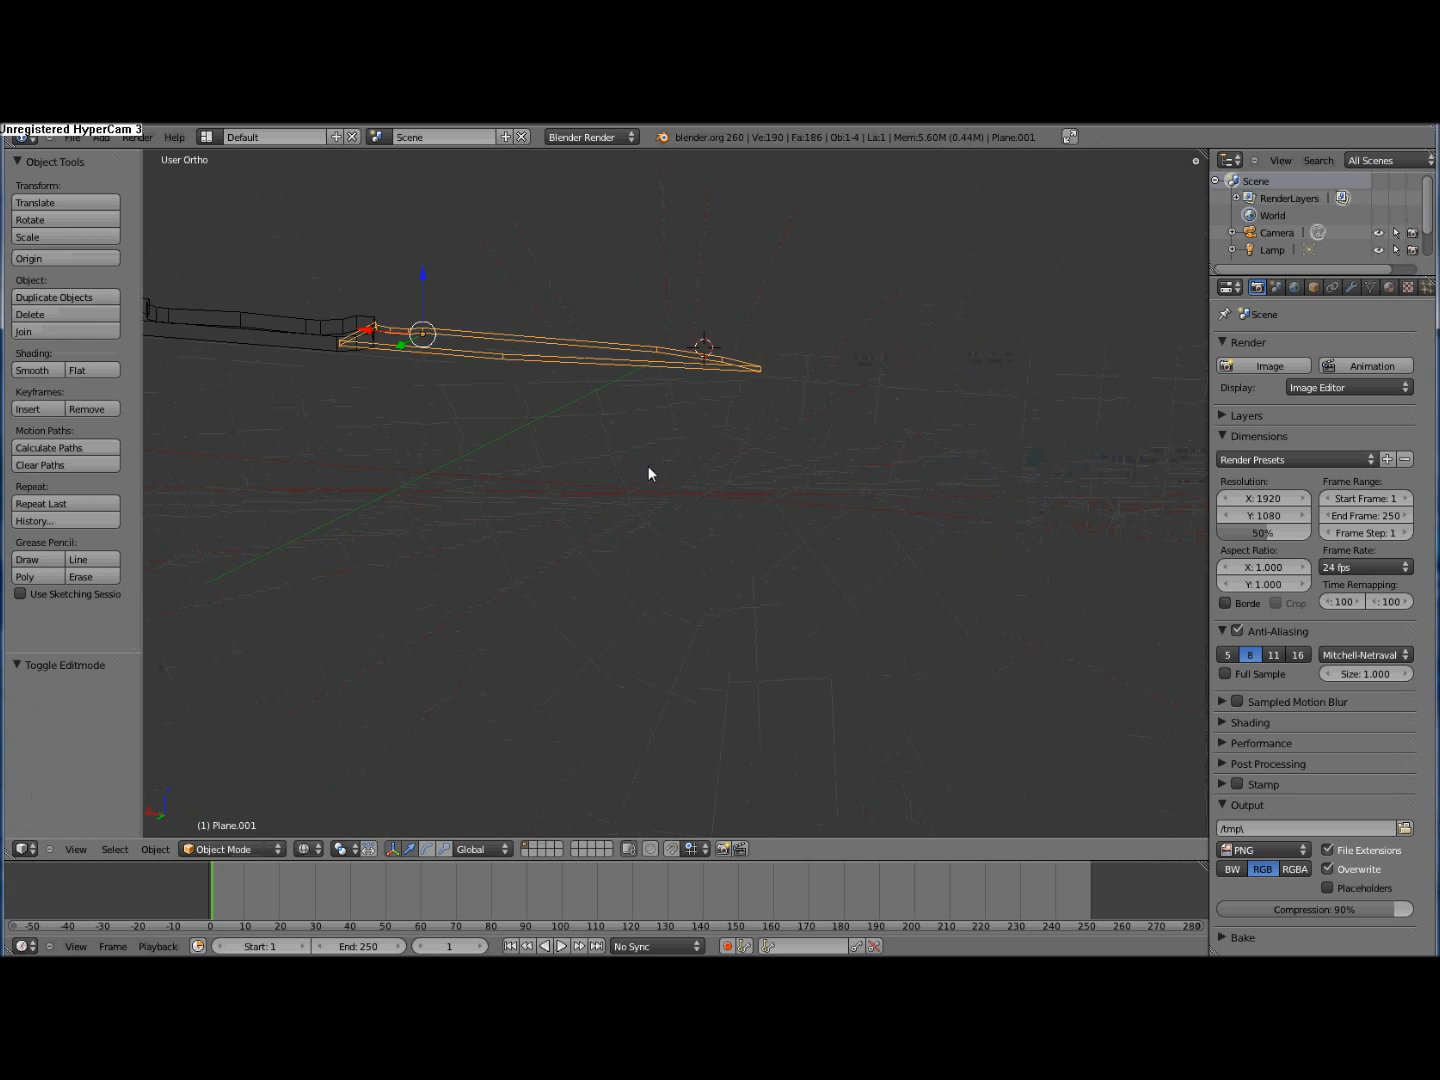 Unregistered HyperCam 3
File Add Render Help Default Scene Blender Render blender.org 260 | Ve:190 | Fa:186 | Ob:1-4 | La:1 | Mem:5.60M (0.44M) | Plane.001
Object Tools
Transform:
Translate
Rotate
Scale
Origin
Object:
Duplicate Objects
Delete
Join
Shading:
Smooth Flat
Keyframes:
Insert Remove
Motion Paths:
Calculate Paths
Clear Paths
Repeat:
Repeat Last
History...
Grease Pencil:
Draw Line
Poly Erase
Use Sketching Sessio
Toggle Editmode
User Ortho
(1) Plane.001
View Select Object Object Mode Global
-50 -40 -30 -20 -10 0 10 20 30 40 50 60 70 80 90 100 110 120 130 140 150 160 170 180 190 200 210 220 230 240 250 260 270 280
View Frame Playback Start: 1 End: 250 1 No Sync
View Search All Scenes
Scene
RenderLayers |
World
Camera |
Lamp |
Scene
Render
Image Animation
Display: Image Editor
Layers
Dimensions
Render Presets
Resolution: Frame Range:
X: 1920 Start Frame: 1
Y: 1080 End Frame: 250
50% Frame Step: 1
Aspect Ratio: Frame Rate:
X: 1.000 24 fps
Y: 1.000 Time Remapping:
Borde Crop : 100 : 100
Anti-Aliasing
5 8 11 16 Mitchell-Netraval
Full Sample Size: 1.000
Sampled Motion Blur
Shading
Performance
Post Processing
Stamp
Output
/tmp\
PNG File Extensions
BW RGB RGBA Overwrite
Placeholders
Compression: 90%
Bake